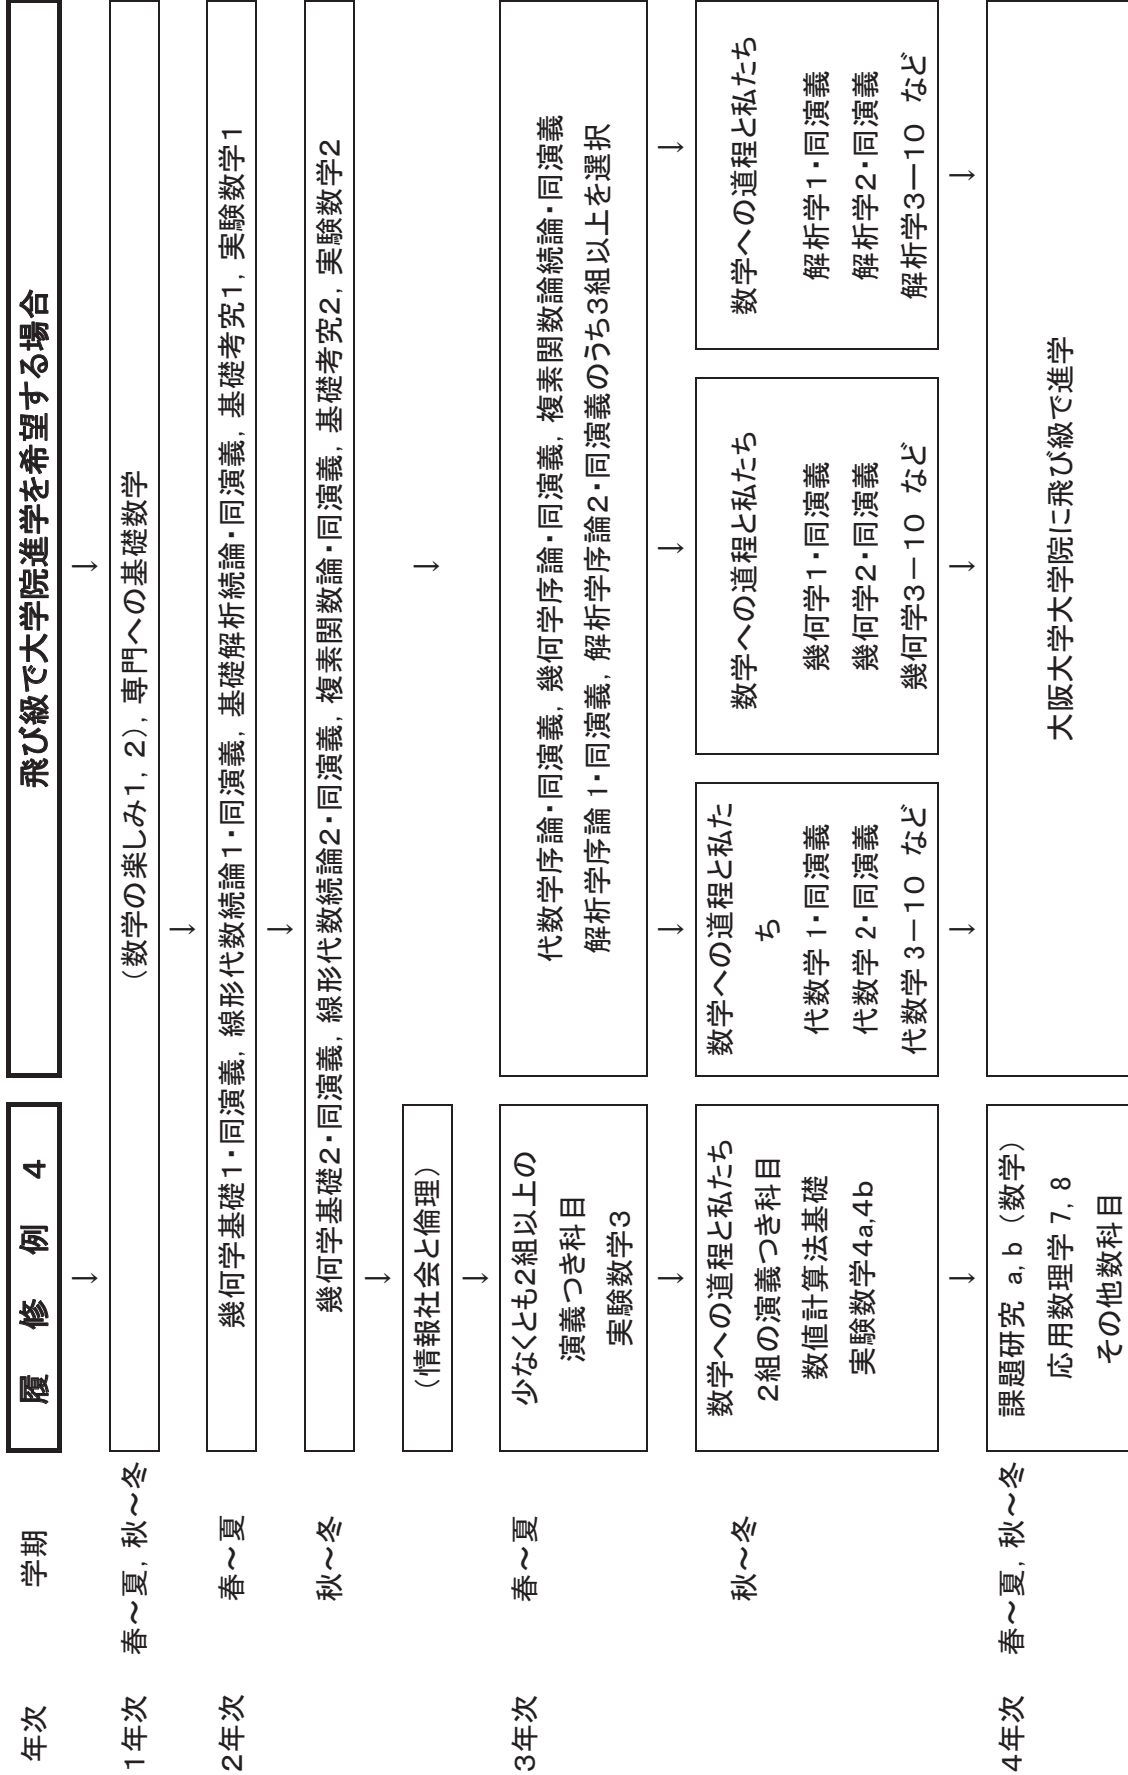 年次 学期 履 修 例 4 飛び級で大学院進学を希望する場合
↓ ↓
1年次 春～夏, 秋～冬 (数学の楽しみ1, 2), 専門への基礎数学
↓
2年次 春～夏 幾何学基礎1・同演義, 線形代数続論1・同演義, 基礎解析続論・同演義, 基礎考究1, 実験数学1
↓
秋～冬 幾何学基礎2・同演義, 線形代数続論2・同演義, 複素関数論・同演義, 基礎考究2, 実験数学2
↓ ↓
(情報社会と倫理)
↓
3年次 春～夏
少なくとも2組以上の
演義つき科目
実験数学3
代数学序論・同演義, 幾何学序論・同演義, 複素関数論続論・同演義
解析学序論 1・同演義, 解析学序論2・同演義のうち3組以上を選択
↓ ↓ ↓ ↓
秋～冬
数学への道程と私たち
2組の演義つき科目
数値計算法基礎
実験数学4a,4b
数学への道程と私た
ち
代数学 1・同演義
代数学 2・同演義
代数学 3－10 など
数学への道程と私たち
幾何学1・同演義
幾何学2・同演義
幾何学3－10 など
数学への道程と私たち
解析学1・同演義
解析学2・同演義
解析学3－10 など
↓ ↓ ↓ ↓
4年次 春～夏, 秋～冬
課題研究 a, b (数学)
応用数理学 7, 8
その他数科目
大阪大学大学院に飛び級で進学